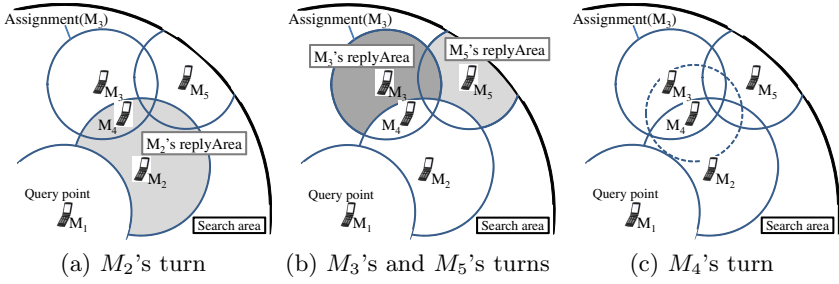 Assignment(M3)
M3
M5
M4
M2's replyArea
M2
Query point
M1
Search area
(a) M2's turn
Assignment(M3)
M3's replyArea
M5's replyArea
M3
M5
M4
M2
Query point
M1
Search area
(b) M3's and M5's turns
Assignment(M3)
M3
M5
M4
M2
Query point
M1
Search area
(c) M4's turn